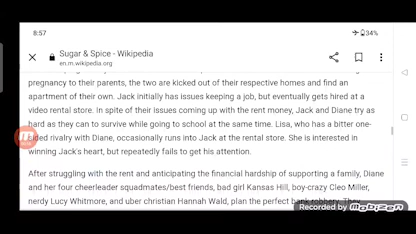 8:57
34%
Sugar & Spice - Wikipedia
en.m.wikipedia.org
pregnancy to their parents, the two are kicked out of their respective homes and find an
apartment of their own. Jack initially has issues keeping a job, but eventually gets hired at a
video rental store. In spite of their issues coming up with the rent money, Jack and Diane try as
hard as they can to survive while going to school at the same time. Lisa, who has a bitter one-
sided rivalry with Diane, occasionally runs into Jack at the rental store. She is interested in
winning Jack's heart, but repeatedly fails to get his attention.
After struggling with the rent and anticipating the financial hardship of supporting a family, Diane
and her four cheerleader squadmates/best friends, bad girl Kansas Hill, boy-crazy Cleo Miller,
nerdy Lucy Whitmore, and uber christian Hannah Wald, plan the perfect bank robbery. They
Recorded by Mobizen